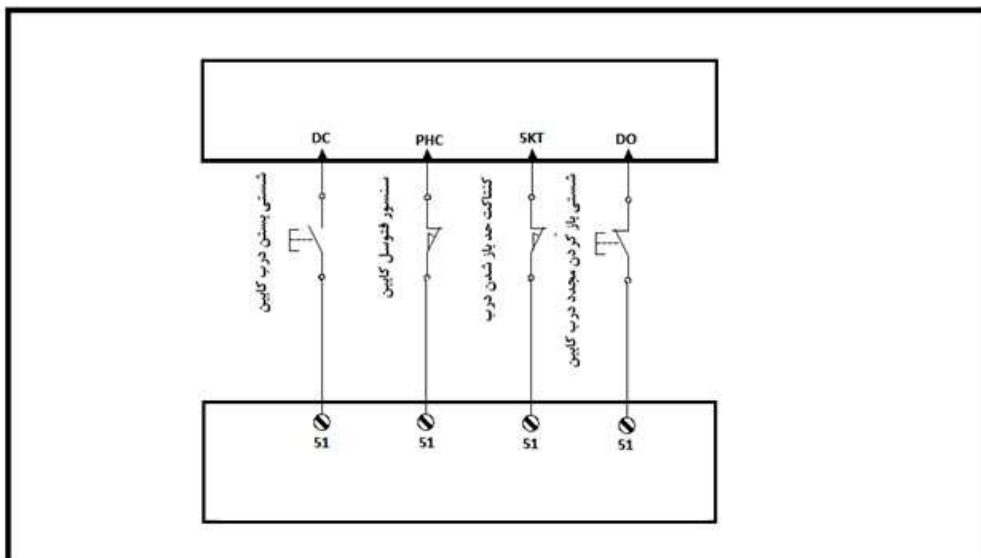 DC PHC 5KT DO
شستی بستن درب کابین
سنسور فتوسل کابین
کنتاکت حد باز شدن درب
شستی باز کردن مجدد درب کابین
51 51 51 51